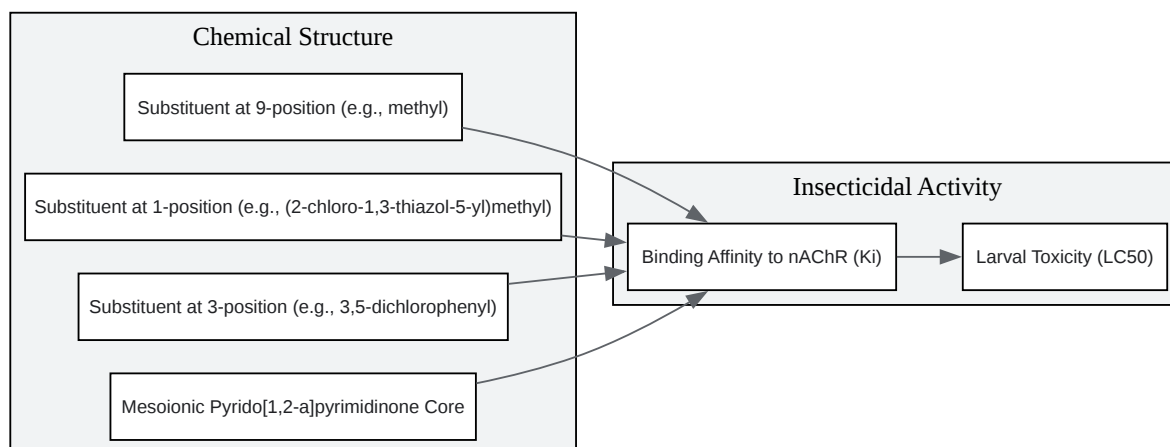 Chemical Structure
Substituent at 9-position (e.g., methyl)
Substituent at 1-position (e.g., (2-chloro-1,3-thiazol-5-yl)methyl)
Substituent at 3-position (e.g., 3,5-dichlorophenyl)
Mesoionic Pyrido[1,2-a]pyrimidinone Core
Insecticidal Activity
Binding Affinity to nAChR (Ki)
Larval Toxicity (LC50)